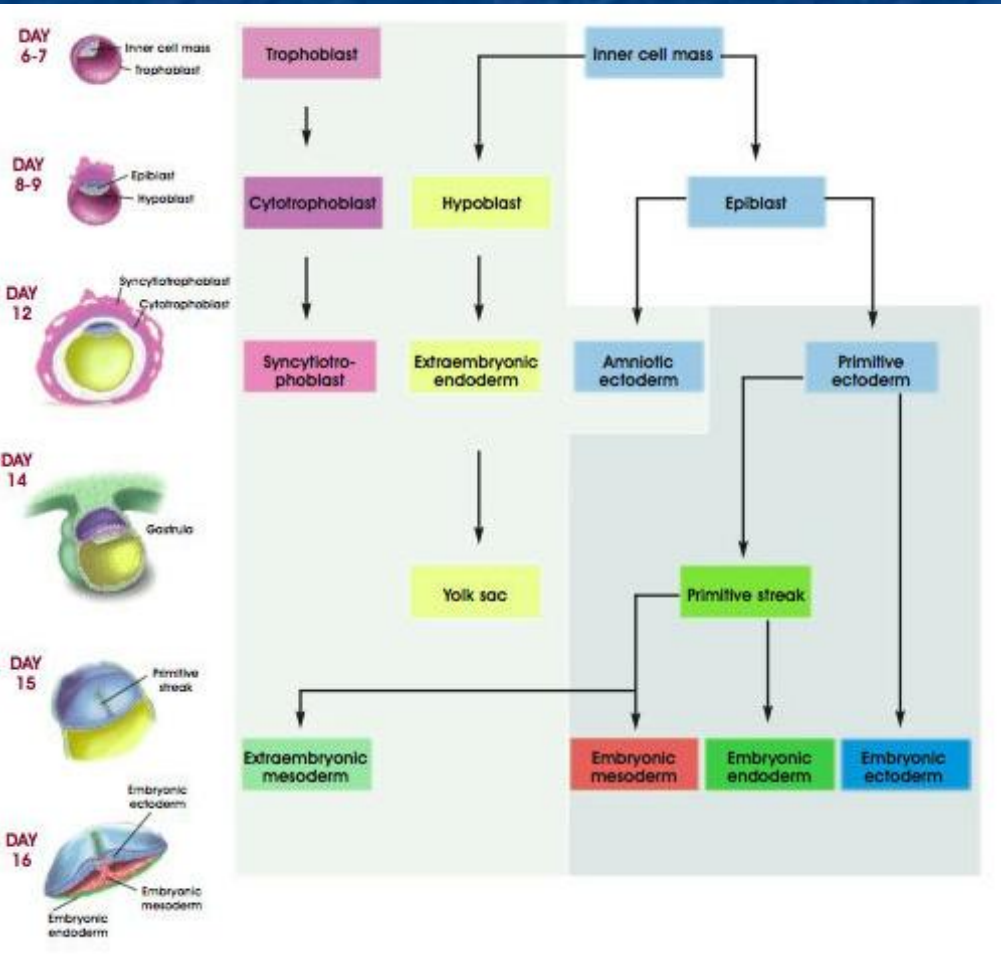 DAY
6-7
Inner cell mass
Trophoblast
Trophoblast
Inner cell mass
DAY
8-9
Epiblast
Hypoblast
Cytotrophoblast
Hypoblast
Epiblast
DAY
12
Syncytiotrophoblast
Cytotrophoblast
Syncytiotro-
phoblast
Extraembryonic
endoderm
Amniotic
ectoderm
Primitive
ectoderm
DAY
14
Gastrula
Yolk sac
Primitive streak
DAY
15
Primitive
streak
Extraembryonic
mesoderm
Embryonic
mesoderm
Embryonic
endoderm
Embryonic
ectoderm
DAY
16
Embryonic
ectoderm
Embryonic
mesoderm
Embryonic
endoderm